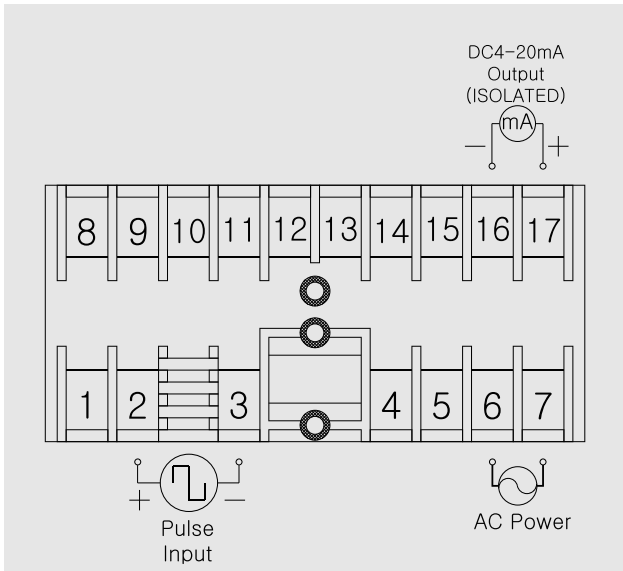 DC4-20mA
Output
(ISOLATED)
mA
− +
8 9 10 11 12 13 14 15 16 17
1 2 3 4 5 6 7
+ −
Pulse
Input
AC Power